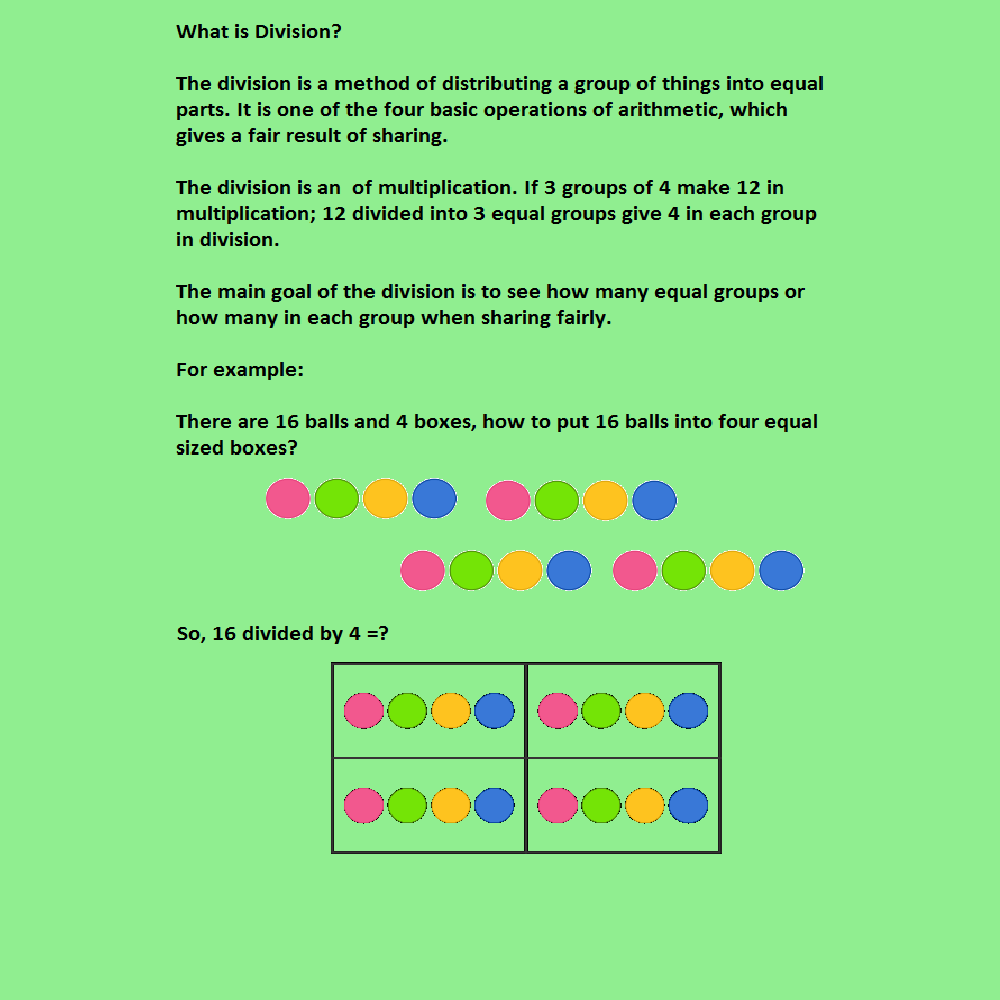 What is Division?
The division is a method of distributing a group of things into equal
parts. It is one of the four basic operations of arithmetic, which
gives a fair result of sharing.
The division is an  of multiplication. If 3 groups of 4 make 12 in
multiplication; 12 divided into 3 equal groups give 4 in each group
in division.
The main goal of the division is to see how many equal groups or
how many in each group when sharing fairly.
For example:
There are 16 balls and 4 boxes, how to put 16 balls into four equal
sized boxes?
So, 16 divided by 4 =?